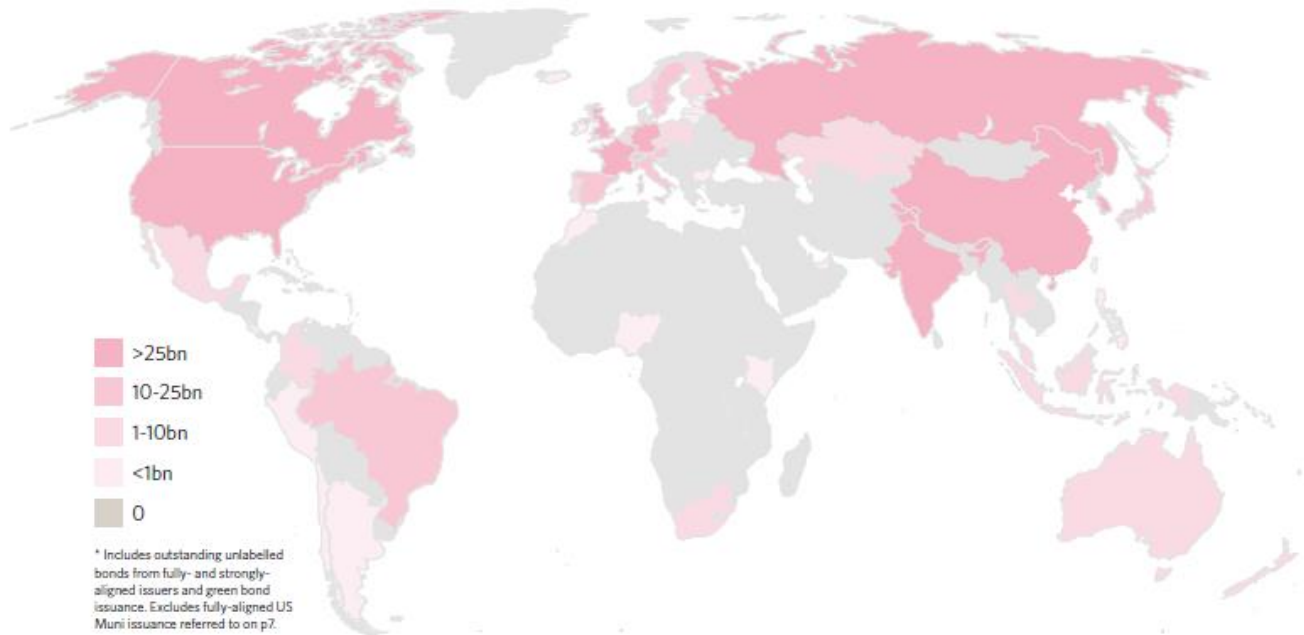 >25bn
10-25bn
1-10bn
<1bn
0
* Includes outstanding unlabelled
bonds from fully- and strongly-
aligned issuers and green bond
issuance. Excludes fully-aligned US
Muni issuance referred to on p7.